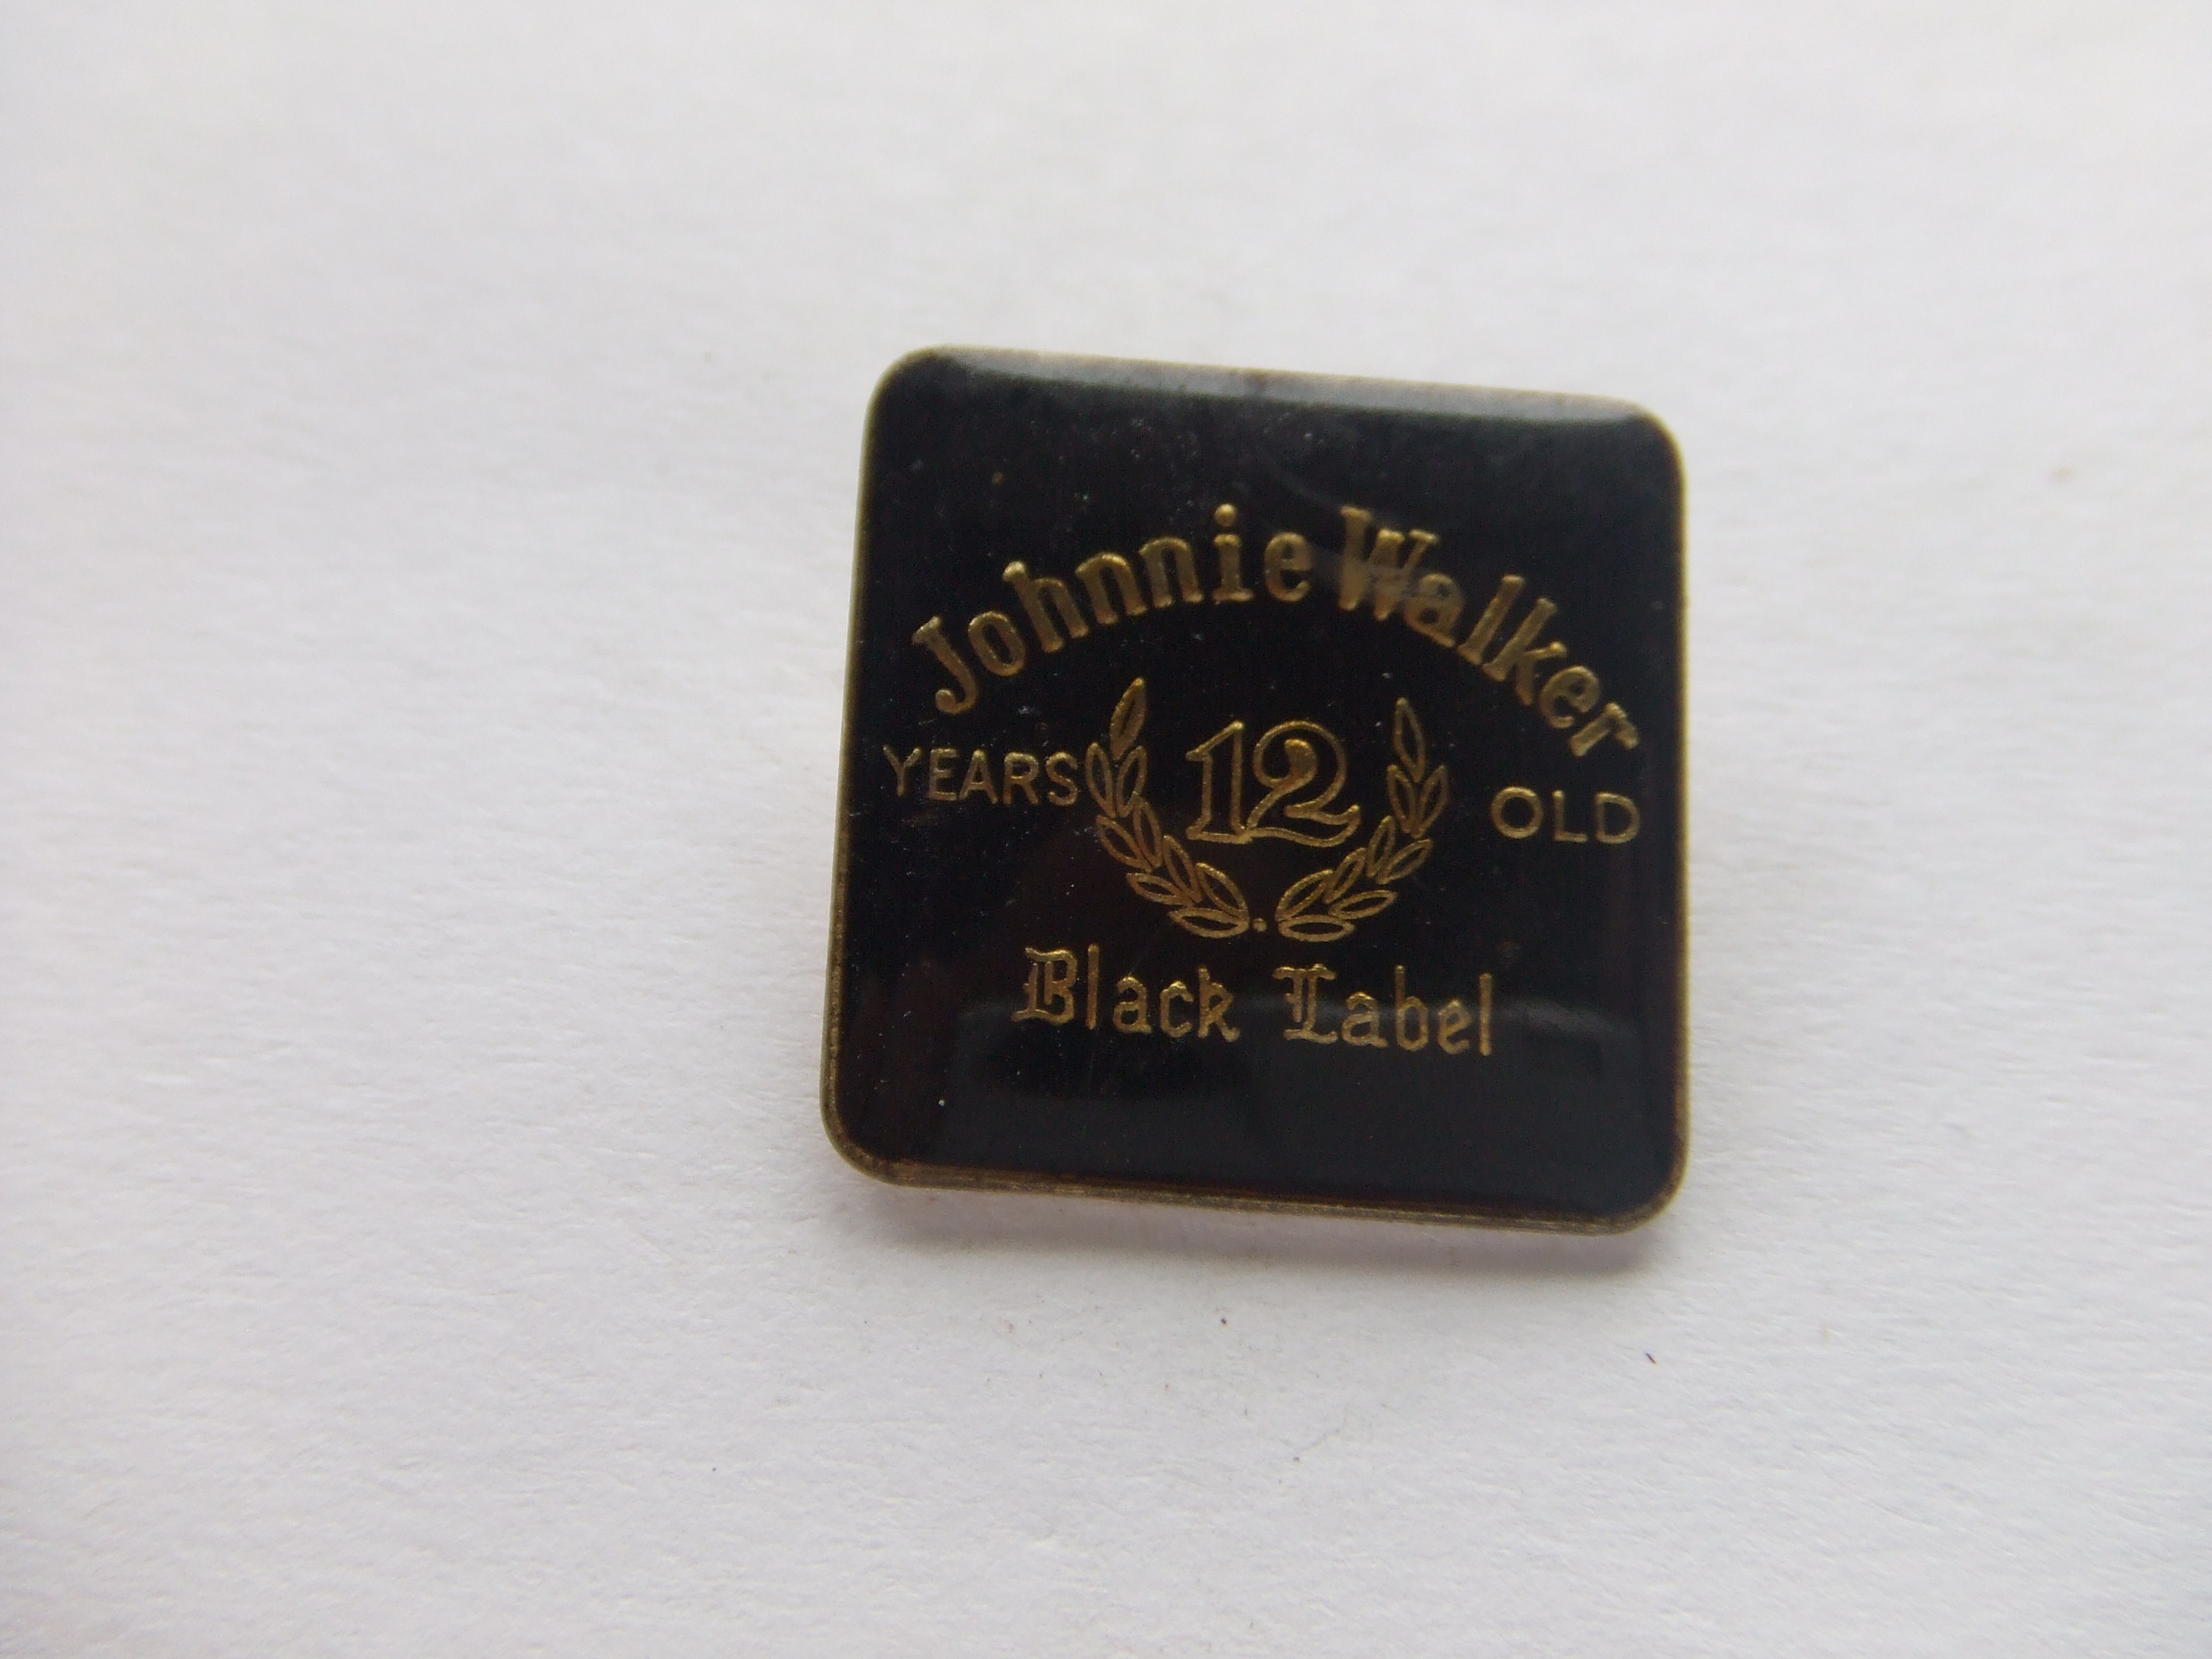 Johnnie Walker
YEARS 12 OLD
Black Label